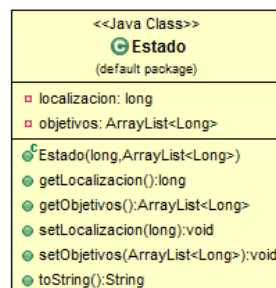 <<Java Class>>
Estado
(default package)
localizacion: long
objetivos: ArrayList<Long>
Estado(long,ArrayList<Long>)
getLocalizacion():long
getObjetivos():ArrayList<Long>
setLocalizacion(long):void
setObjetivos(ArrayList<Long>):void
toString():String